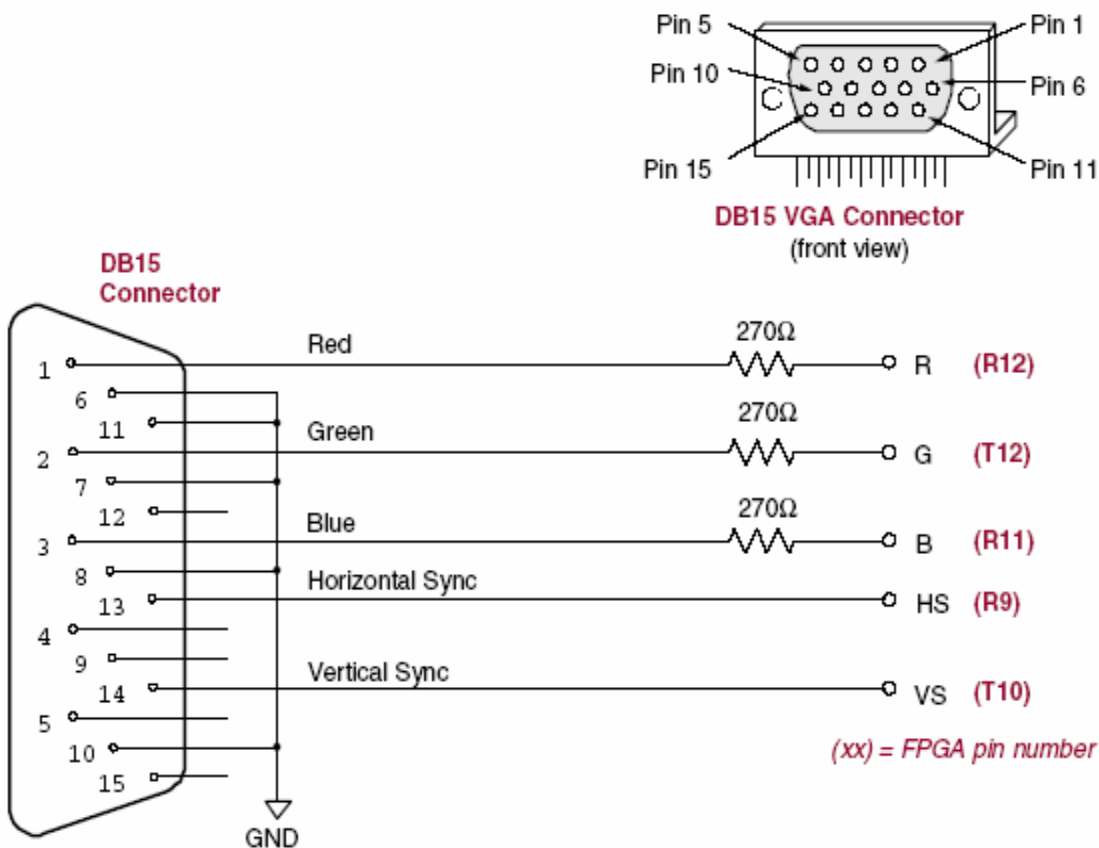 Pin 5
Pin 1
Pin 10
Pin 6
Pin 15
Pin 11
DB15 VGA Connector
(front view)
DB15
Connector
1
Red
270Ω
R (R12)
6
11
2
Green
270Ω
G (T12)
7
12
3
Blue
270Ω
B (R11)
8
13
Horizontal Sync
HS (R9)
4
9
14
Vertical Sync
VS (T10)
5
10
15
(xx) = FPGA pin number
GND